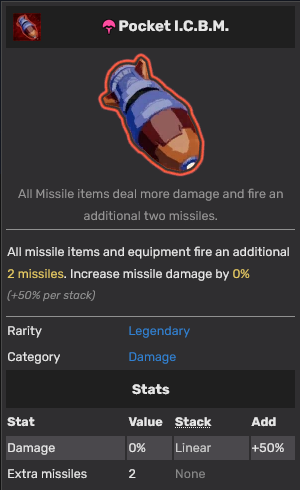 Pocket I.C.B.M.
All Missile items deal more damage and fire an
additional two missiles.
All missile items and equipment fire an additional
2 missiles. Increase missile damage by 0%
(+50% per stack)
Rarity Legendary
Category Damage
Stats
Stat Value Stack Add
Damage 0% Linear +50%
Extra missiles 2 None